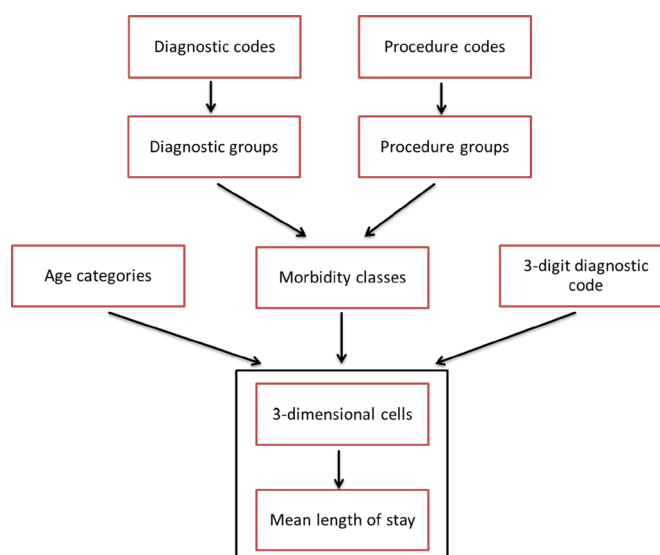 Diagnostic codes
Procedure codes
Diagnostic groups
Procedure groups
Age categories
Morbidity classes
3-digit diagnostic
code
3-dimensional cells
Mean length of stay